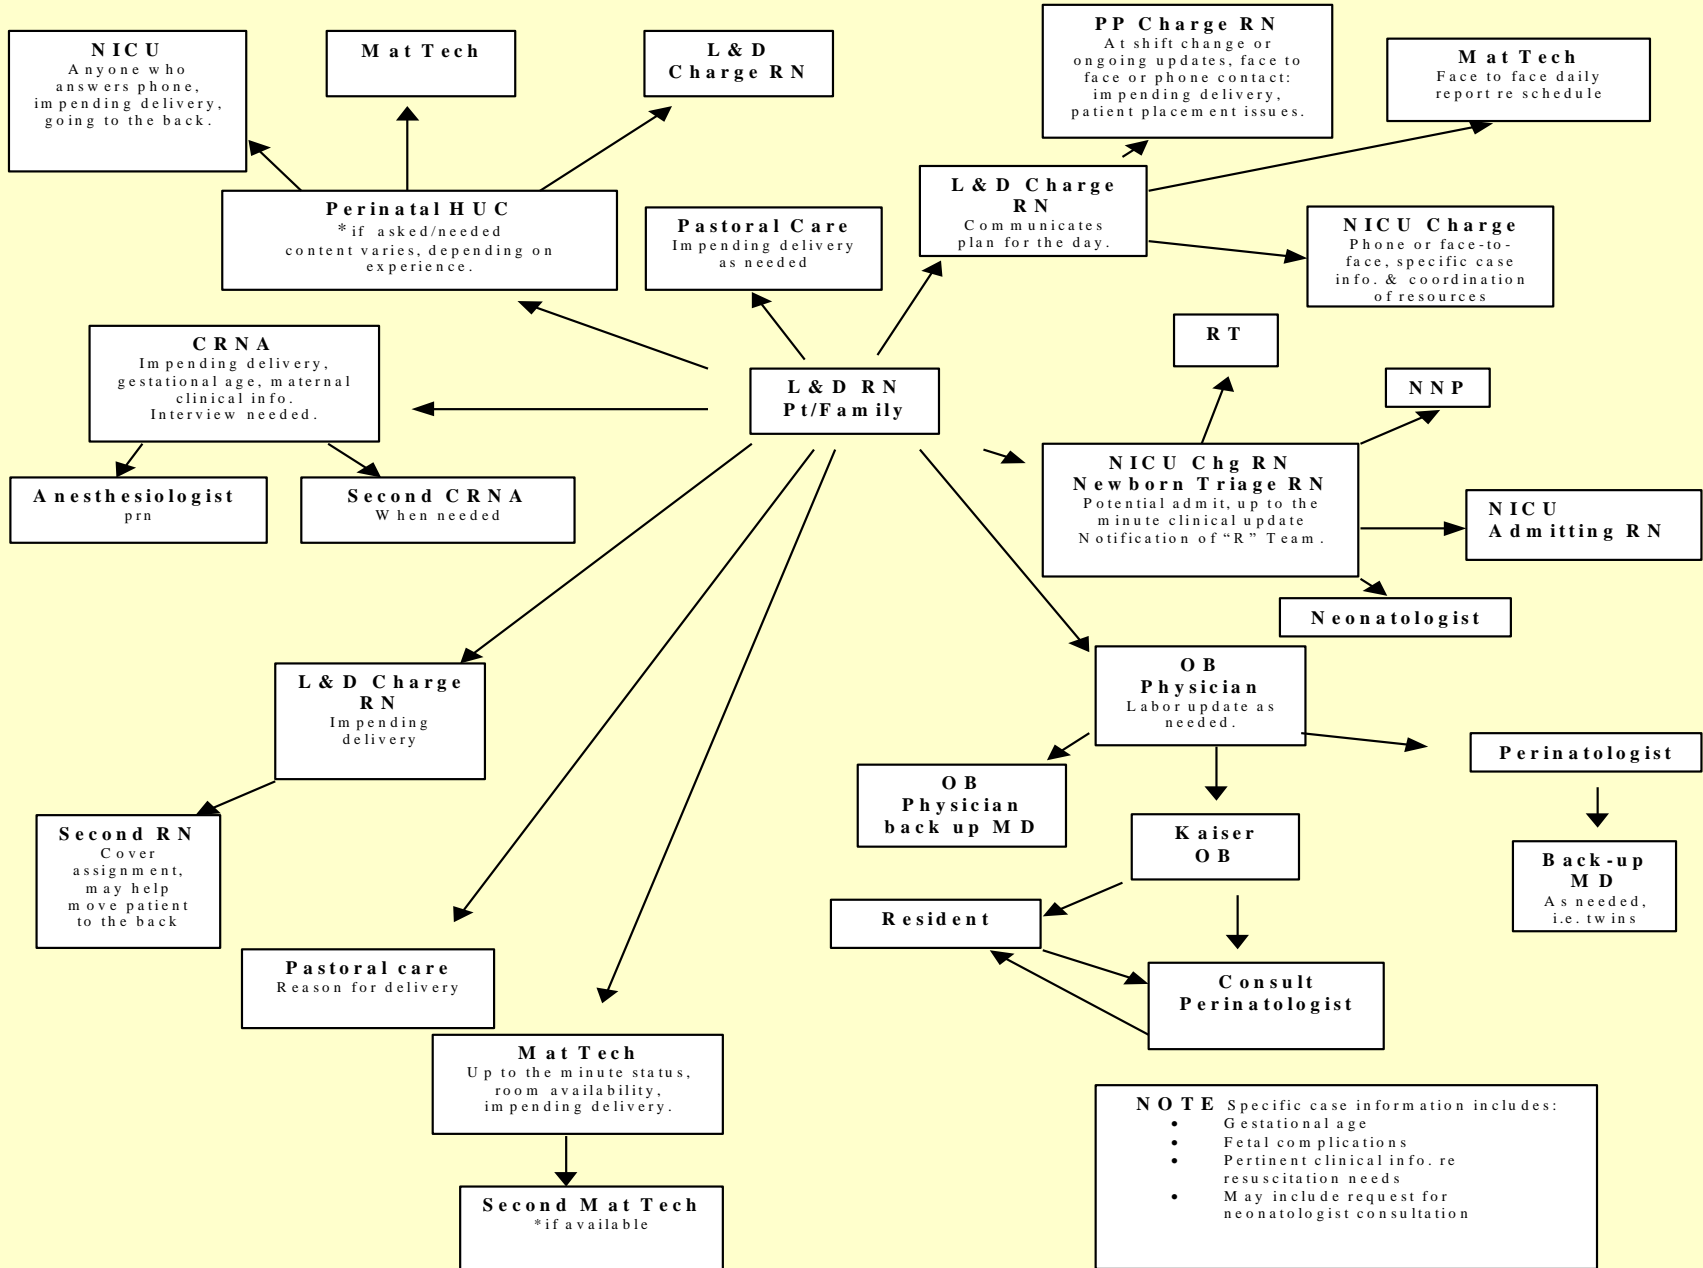 NICU
Anyone who
answers phone,
impending delivery,
going to the back.
Mat Tech
L & D
Charge RN
PP Charge RN
At shift change or
ongoing updates, face to
face or phone contact:
impending delivery,
patient placement issues.
Mat Tech
Face to face daily
report re schedule
Perinatal HUC
*if asked/needed
content varies, depending on
experience.
Pastoral Care
Impending delivery
as needed
L & D Charge
RN
Communicates
plan for the day.
NICU Charge
Phone or face-to-
face, specific case
info. & coordination
of resources
CRNA
Impending delivery,
gestational age, maternal
clinical info.
Interview needed.
RT
L & D RN
Pt/Family
NNP
Anesthesiologist
prn
Second CRNA
When needed
NICU Chg RN
Newborn Triage RN
Potential admit, up to the
minute clinical update
Notification of “R” Team.
NICU
Admitting RN
Neonatologist
L & D Charge
RN
Impending
delivery
OB
Physician
Labor update as
needed.
Perinatologist
OB
Physician
back up MD
Kaiser
OB
Second RN
Cover
assignment,
may help
move patient
to the back
Back-up
MD
As needed,
i.e. twins
Resident
Pastoral care
Reason for delivery
Consult
Perinatologist
Mat Tech
Up to the minute status,
room availability,
impending delivery.
Second Mat Tech
*if available
NOTE Specific case information includes:
• Gestational age
• Fetal complications
• Pertinent clinical info. re
resuscitation needs
• May include request for
neonatologist consultation